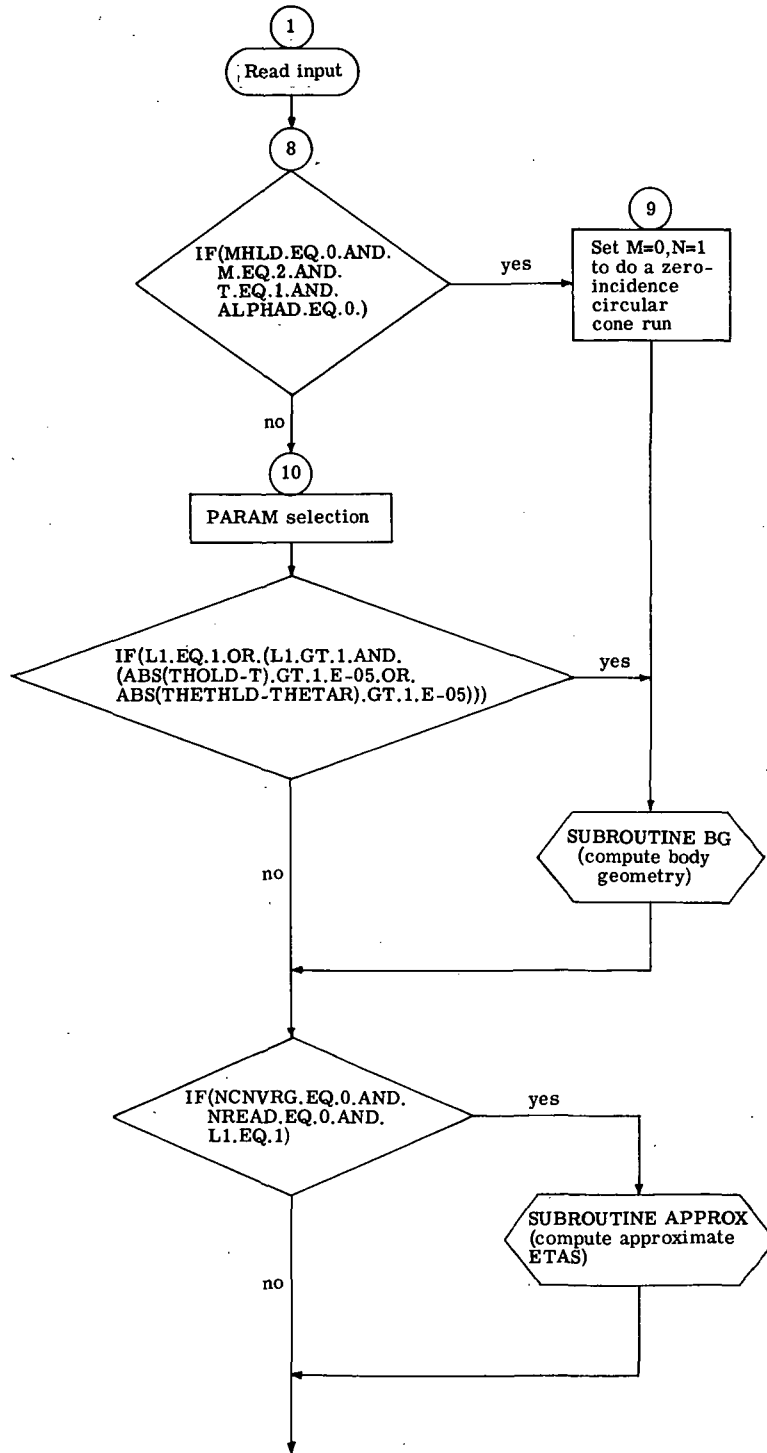 1
Read input
8
IF(MHLD.EQ.0.AND.
M.EQ.2.AND.
T.EQ.1.AND.
ALPHAD.EQ.0.)
yes
9
Set M=0,N=1
to do a zero-
incidence
circular
cone run
no
10
PARAM selection
IF(L1.EQ.1.OR.(L1.GT.1.AND.
(ABS(THOLD-T).GT.1.E-05.OR.
ABS(THETHLD-THETAR).GT.1.E-05)))
yes
SUBROUTINE BG
(compute body
geometry)
no
IF(NCNVRG.EQ.0.AND.
NREAD.EQ.0.AND.
L1.EQ.1)
yes
SUBROUTINE APPROX
(compute approximate
ETAS)
no